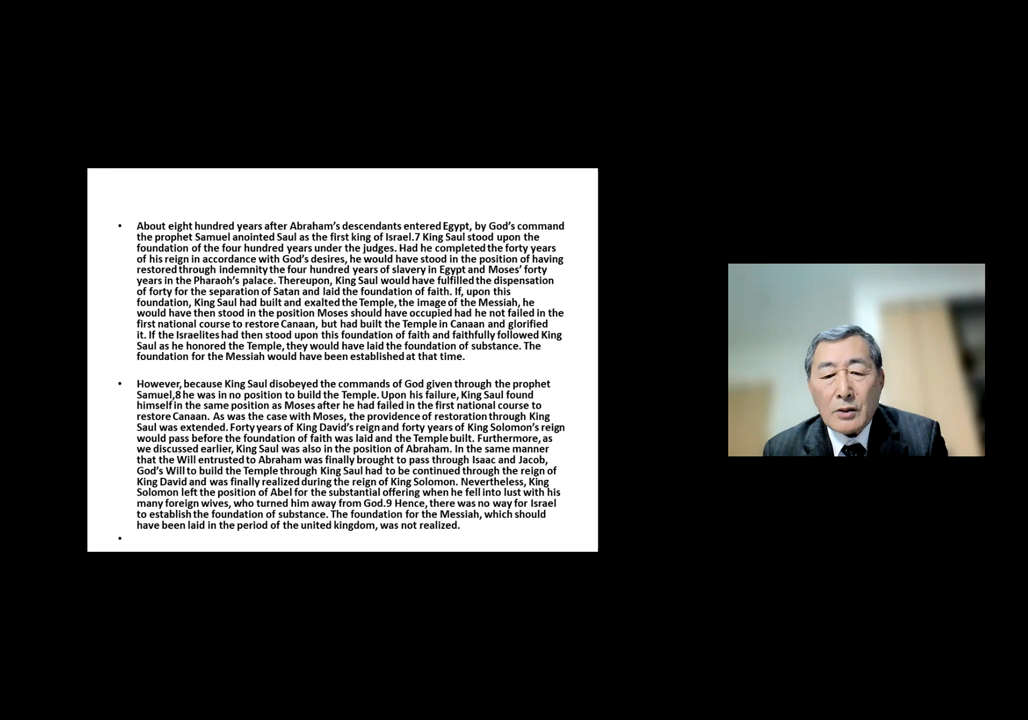 • About eight hundred years after Abraham's descendants entered Egypt, by God's command
the prophet Samuel anointed Saul as the first king of Israel.7 King Saul stood upon the
foundation of the four hundred years under the judges. Had he completed the forty years
of his reign in accordance with God's desires, he would have stood in the position of having
restored through indemnity the four hundred years of slavery in Egypt and Moses' forty
years in the Pharaoh's palace. Thereupon, King Saul would have fulfilled the dispensation
of forty for the separation of Satan and laid the foundation of faith. If, upon this
foundation, King Saul had built and exalted the Temple, the image of the Messiah, he
would have then stood in the position Moses should have occupied had he not failed in the
first national course to restore Canaan, but had built the Temple in Canaan and glorified
it. If the Israelites had then stood upon this foundation of faith and faithfully followed King
Saul as he honored the Temple, they would have laid the foundation of substance. The
foundation for the Messiah would have been established at that time.
• However, because King Saul disobeyed the commands of God given through the prophet
Samuel,8 he was in no position to build the Temple. Upon his failure, King Saul found
himself in the same position as Moses after he had failed in the first national course to
restore Canaan. As was the case with Moses, the providence of restoration through King
Saul was extended. Forty years of King David's reign and forty years of King Solomon's reign
would pass before the foundation of faith was laid and the Temple built. Furthermore, as
we discussed earlier, King Saul was also in the position of Abraham. In the same manner
that the Will entrusted to Abraham was finally brought to pass through Isaac and Jacob,
God's Will to build the Temple through King Saul had to be continued through the reign of
King David and was finally realized during the reign of King Solomon. Nevertheless, King
Solomon left the position of Abel for the substantial offering when he fell into lust with his
many foreign wives, who turned him away from God.9 Hence, there was no way for Israel
to establish the foundation of substance. The foundation for the Messiah, which should
have been laid in the period of the united kingdom, was not realized.
•